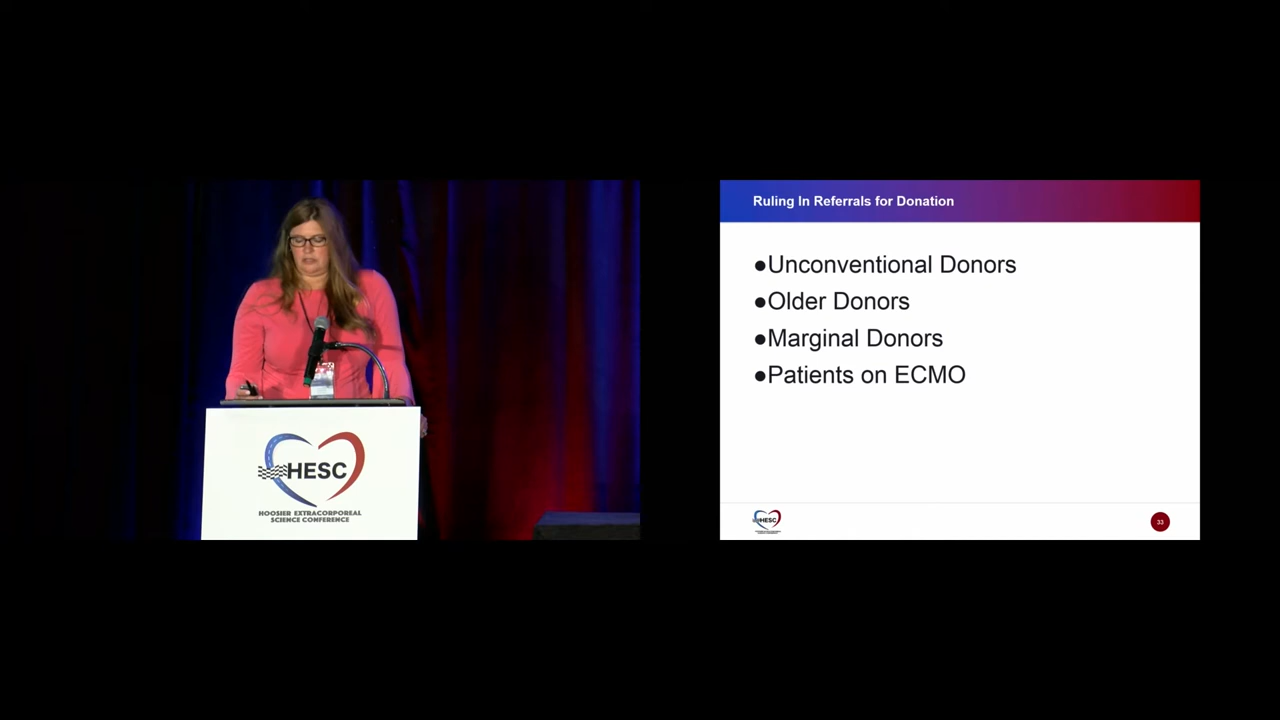 HESC
HOOSIER EXTRACORPOREAL
SCIENCE CONFERENCE
Ruling In Referrals for Donation
●Unconventional Donors
●Older Donors
●Marginal Donors
●Patients on ECMO
HESC
33